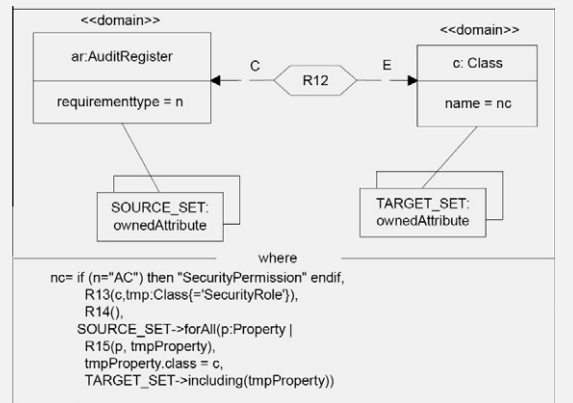 <<domain>>
<<domain>>
ar:AuditRegister
c: Class
C
E
R12
requirementtype = n
name = nc
SOURCE_SET:
ownedAttribute
TARGET_SET:
ownedAttribute
where
nc= if (n="AC") then "SecurityPermission" endif,
R13(c,tmp:Class{='SecurityRole'}),
R14(),
SOURCE_SET->forAll(p:Property |
R15(p, tmpProperty),
tmpProperty.class = c,
TARGET_SET->including(tmpProperty))